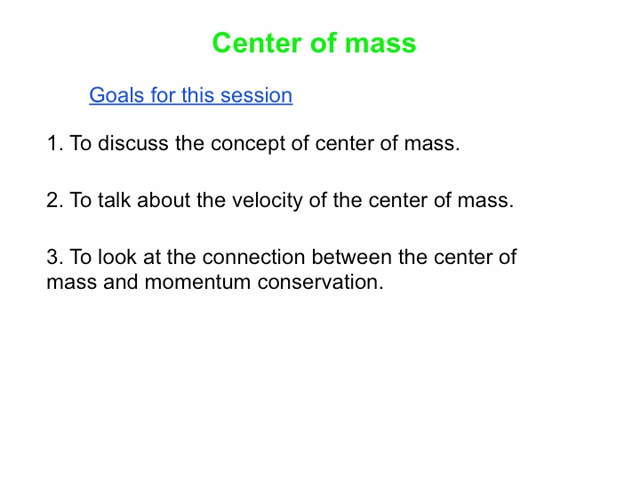 Center of mass
Goals for this session
1. To discuss the concept of center of mass.
2. To talk about the velocity of the center of mass.
3. To look at the connection between the center of
mass and momentum conservation.